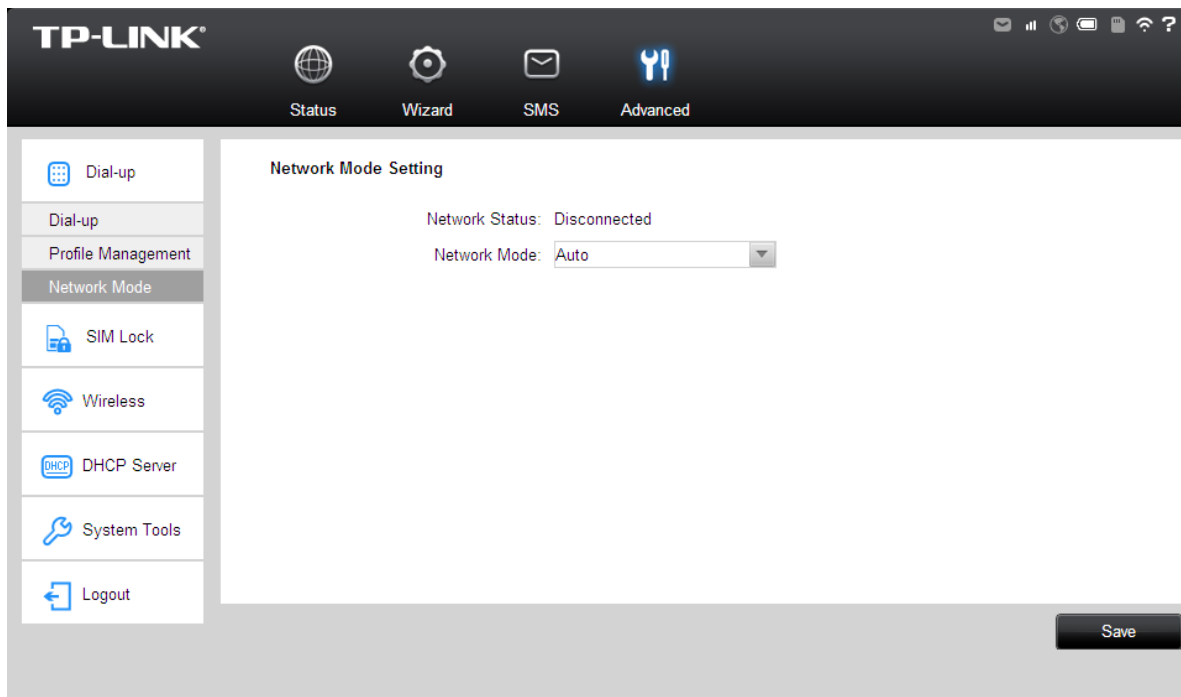 TP-LINK®
?
Status
Wizard
SMS
Advanced
Dial-up
Dial-up
Profile Management
Network Mode
SIM Lock
Wireless
DHCP
DHCP Server
System Tools
Logout
Network Mode Setting
Network Status: Disconnected
Network Mode: Auto
Save